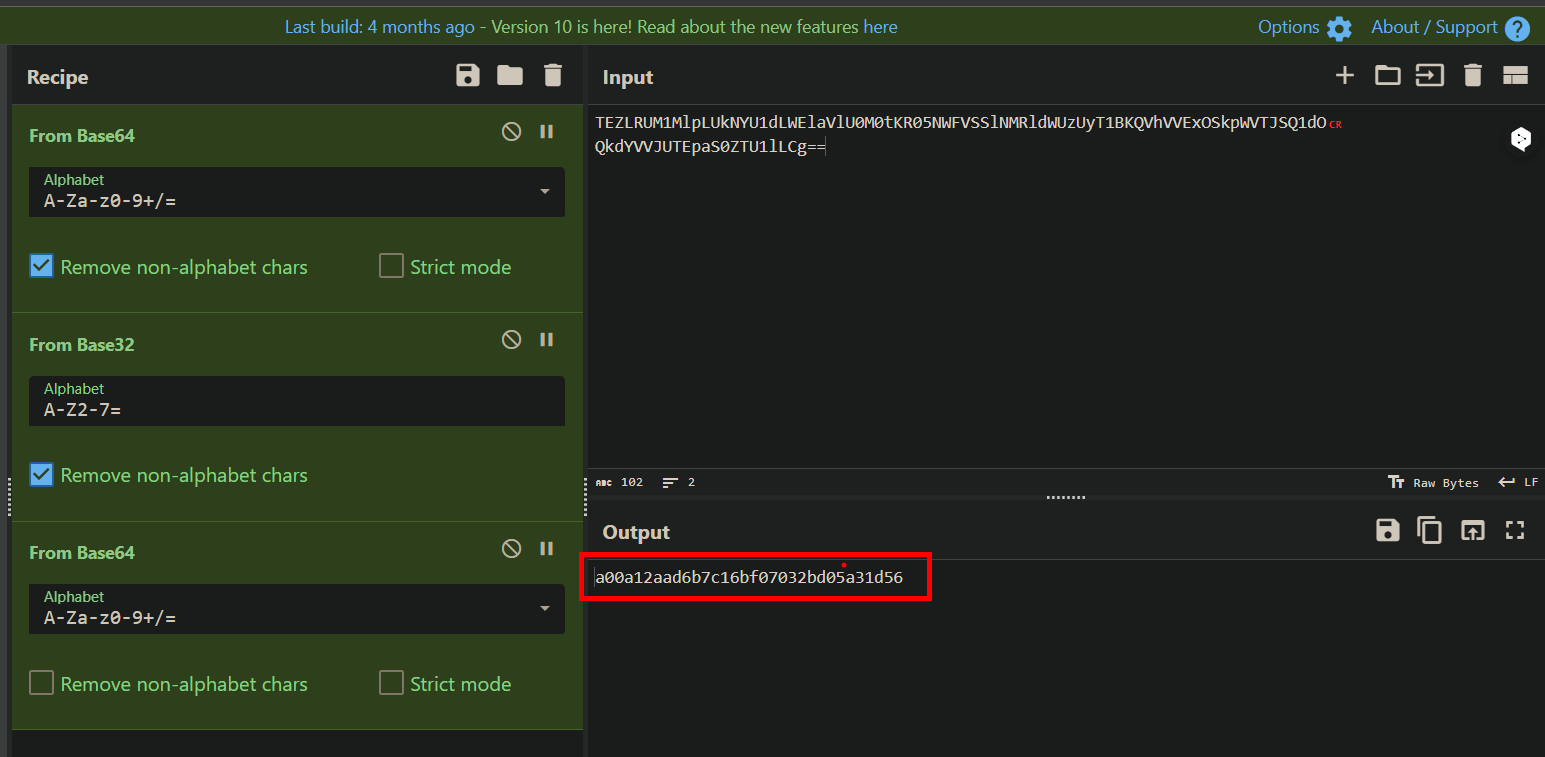 Last build: 4 months ago - Version 10 is here! Read about the new features here
Options
About / Support
?
Recipe
From Base64
Alphabet
A-Za-z0-9+/=
Remove non-alphabet chars
Strict mode
From Base32
Alphabet
A-Z2-7=
Remove non-alphabet chars
From Base64
Alphabet
A-Za-z0-9+/=
Remove non-alphabet chars
Strict mode
Input
TEZLRUM1MlpLUkNYU1dLWElaVlU0M0tKR05NWFVSSlNMRldWUzUyT1BKQVhVVExOSkpWVTJSQ1dOCR
QkdYVVJUTEpaS0ZTU1lLCg==
ABC 102
2
Raw Bytes
LF
Output
a00a12aad6b7c16bf07032bd05a31d56